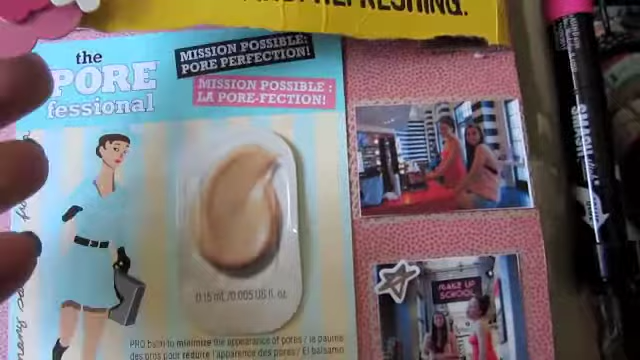 AND REFRESHING.
the
PORE
fessional
MISSION POSSIBLE:
PORE PERFECTION!
MISSION POSSIBLE :
LA PORE-FECTION!
0.15 mL/0.005 US fl. oz.
PRO balm to minimize the appearance of pores / la baume
des pros pour réduire l'apparence des pores / El bálsamo
MAKE UP
SCHOOL
SMASH